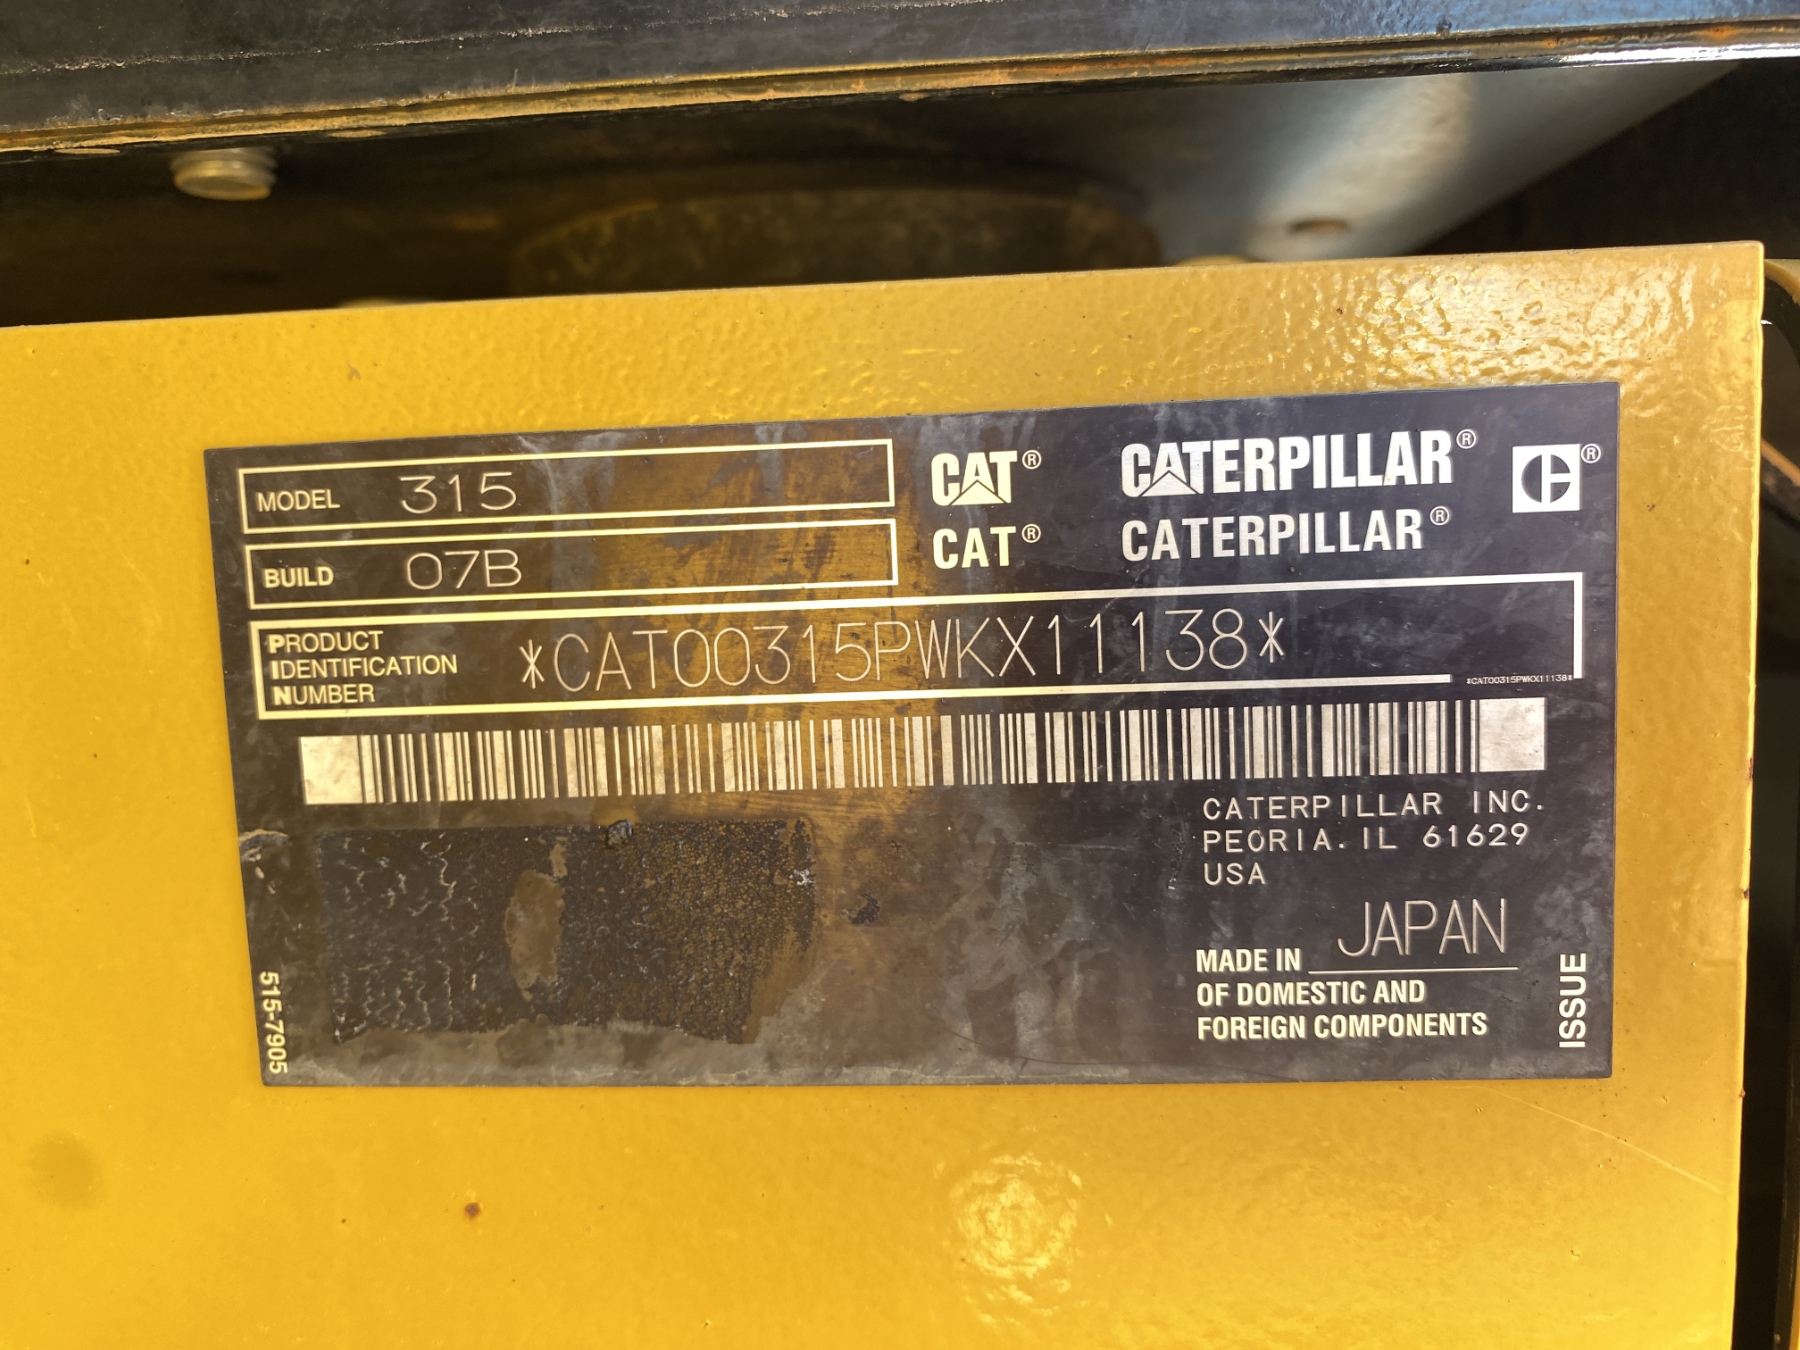 MODEL 315
BUILD 07B
CAT® CATERPILLAR® ®
CAT® CATERPILLAR®
PRODUCT
IDENTIFICATION
NUMBER
*CAT00315PWKX11138*
*CAT00315PWKX11138*
CATERPILLAR INC.
PEORIA. IL 61629
USA
MADE IN JAPAN
OF DOMESTIC AND
FOREIGN COMPONENTS
ISSUE
515-7905